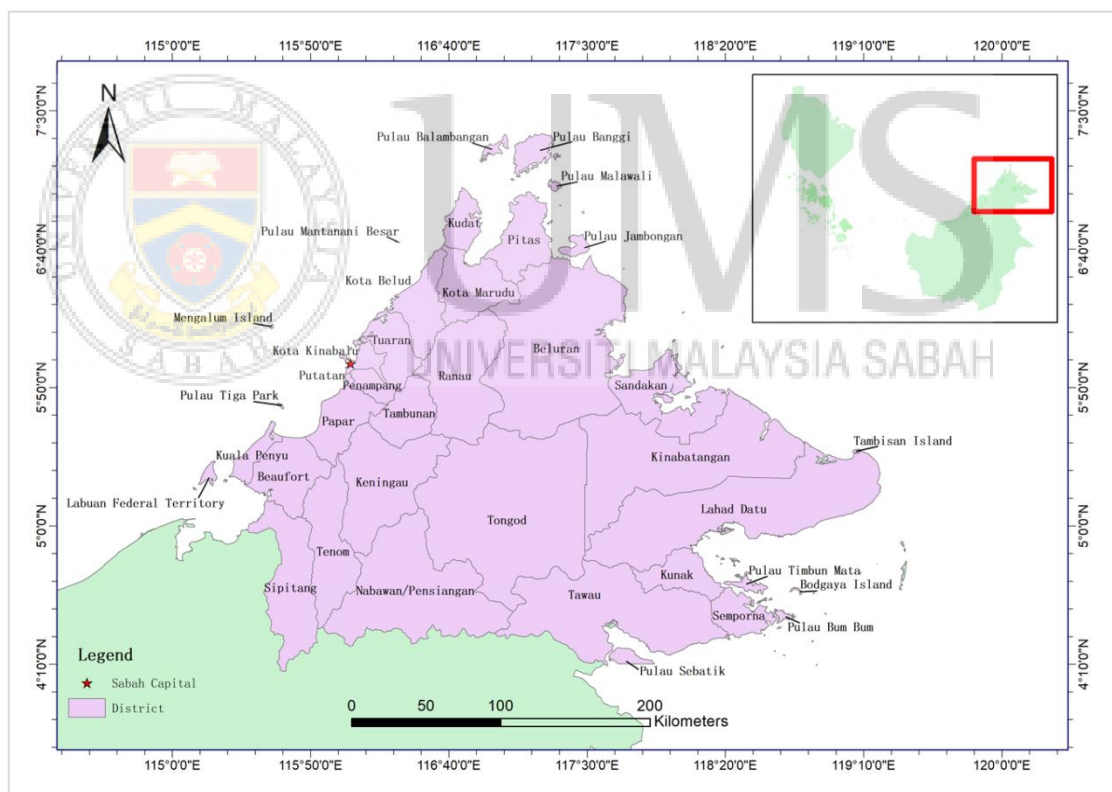 115°0'0"E 115°50'0"E 116°40'0"E 117°30'0"E 118°20'0"E 119°10'0"E 120°0'0"E
7°30'0"N
7°30'0"N
6°40'0"N
6°40'0"N
5°50'0"N
5°50'0"N
5°0'0"N
5°0'0"N
4°10'0"N
4°10'0"N
N
UNIVERSITI MALAYSIA
SABAH
UMS
UNIVERSITI MALAYSIA SABAH
Pulau Balambangan
Pulau Banggi
Pulau Malawali
Kudat
Pulau Mantanani Besar
Pitas
Pulau Jambongan
Kota Belud
Kota Marudu
Mengalum Island
Tuaran
Kota Kinabalu
Beluran
Putatan
Ranau
Penampang
Sandakan
Pulau Tiga Park
Tambunan
Papar
Tambisan Island
Kuala Penyu
Kinabatangan
Keningau
Beaufort
Labuan Federal Territory
Lahad Datu
Tongod
Tenom
Kunak
Pulau Timbun Mata
Sipitang
Bodgaya Island
Nabawan/Pensiangan
Tawau
Semporna
Pulau Bum Bum
Pulau Sebatik
Legend
Sabah Capital
District
0 50 100 200
Kilometers
115°0'0"E 115°50'0"E 116°40'0"E 117°30'0"E 118°20'0"E 119°10'0"E 120°0'0"E